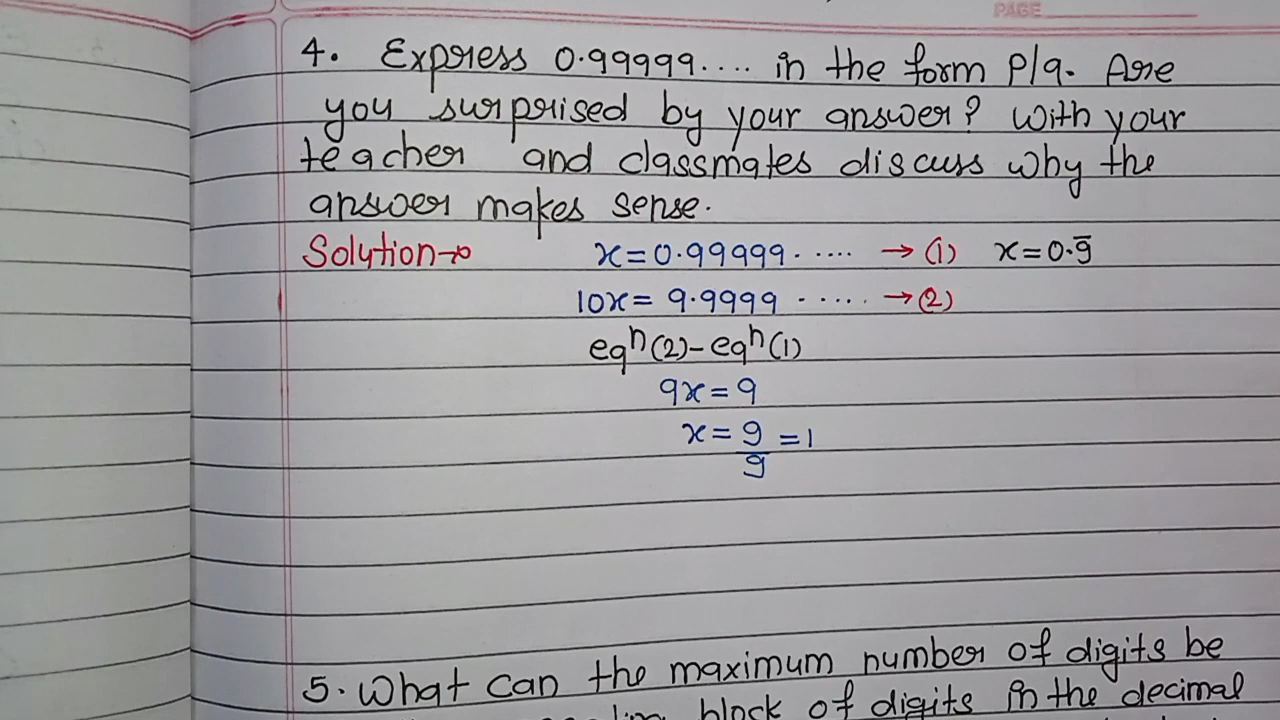 PAGE
4. Express 0.99999.... in the form P/q. Are
you surprised by your answer? With your
teacher and classmates discuss why the
answer makes sense.
Solution→ x=0.99999..... → (1) x=0.9̅
10x= 9.9999 ...... → (2)
eqⁿ(2)-eqⁿ(1)
9x=9
x= 9/9 =1
5. What can the maximum number of digits be
block of digits in the decimal